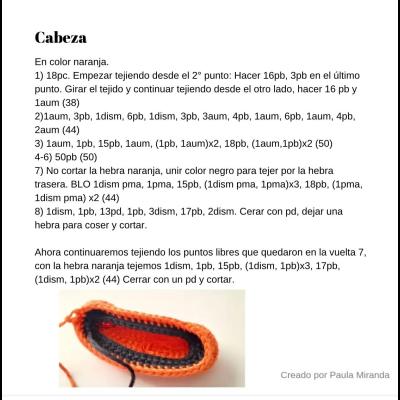 Cabeza
En color naranja.
1) 18pc. Empezar tejiendo desde el 2° punto: Hacer 16pb, 3pb en el último
punto. Girar el tejido y continuar tejiendo desde el otro lado, hacer 16 pb y
1aum (38)
2)1aum, 3pb, 1dism, 6pb, 1dism, 3pb, 3aum, 4pb, 1aum, 6pb, 1aum, 4pb,
2aum (44)
3) 1aum, 1pb, 15pb, 1aum, (1pb, 1aum)x2, 18pb, (1aum,1pb)x2 (50)
4-6) 50pb (50)
7) No cortar la hebra naranja, unir color negro para tejer por la hebra
trasera. BLO 1dism pma, 1pma, 15pb, (1dism pma, 1pma)x3, 18pb, (1pma,
1dism pma) x2 (44)
8) 1dism, 1pb, 13pd, 1pb, 3dism, 17pb, 2dism. Cerrar con pd, dejar una
hebra para coser y cortar.
Ahora continuaremos tejiendo los puntos libres que quedaron en la vuelta 7,
con la hebra naranja tejemos 1dism, 1pb, 15pb, (1dism, 1pb)x3, 17pb,
(1dism, 1pb)x2 (44) Cerrar con un pd y cortar.
Creado por Paula Miranda